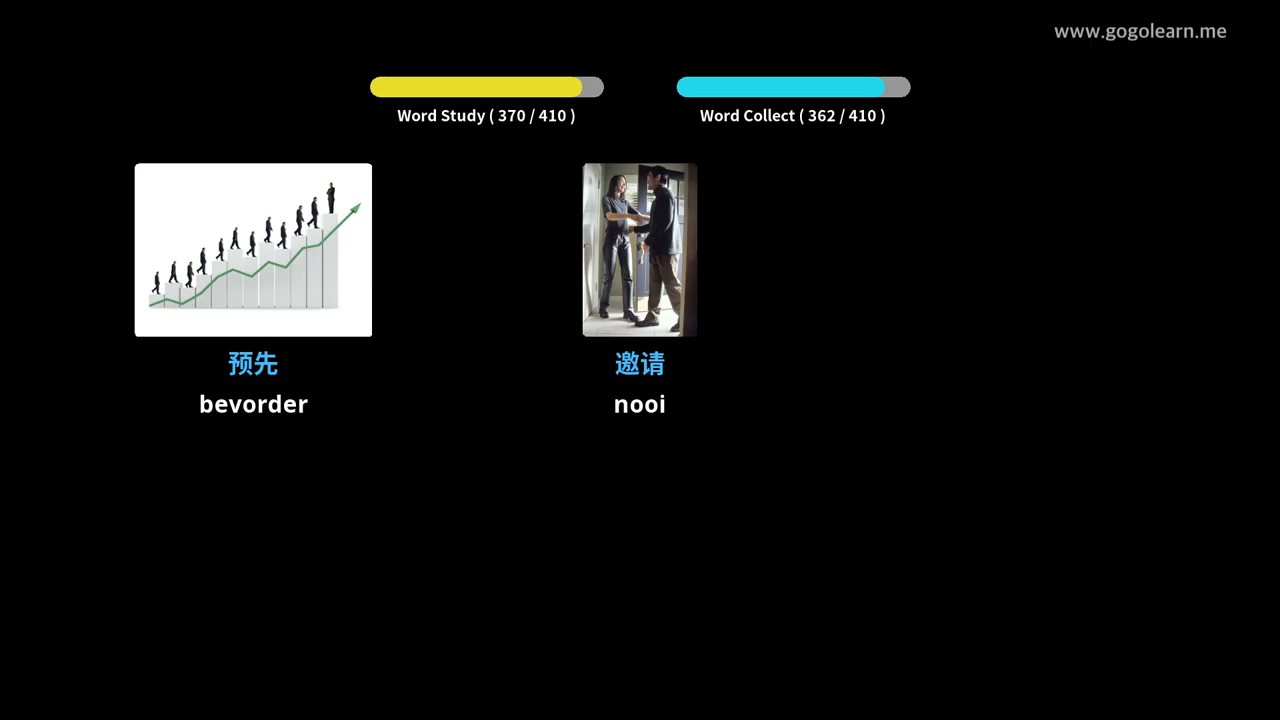 www.gogolearn.me
Word Study ( 370 / 410 )
Word Collect ( 362 / 410 )
预先
邀请
bevorder
nooi